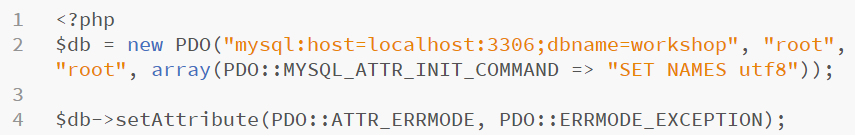 1 <?php
2 $db = new PDO("mysql:host=localhost:3306;dbname=workshop", "root",
"root", array(PDO::MYSQL_ATTR_INIT_COMMAND => "SET NAMES utf8"));
3
4 $db->setAttribute(PDO::ATTR_ERRMODE, PDO::ERRMODE_EXCEPTION);